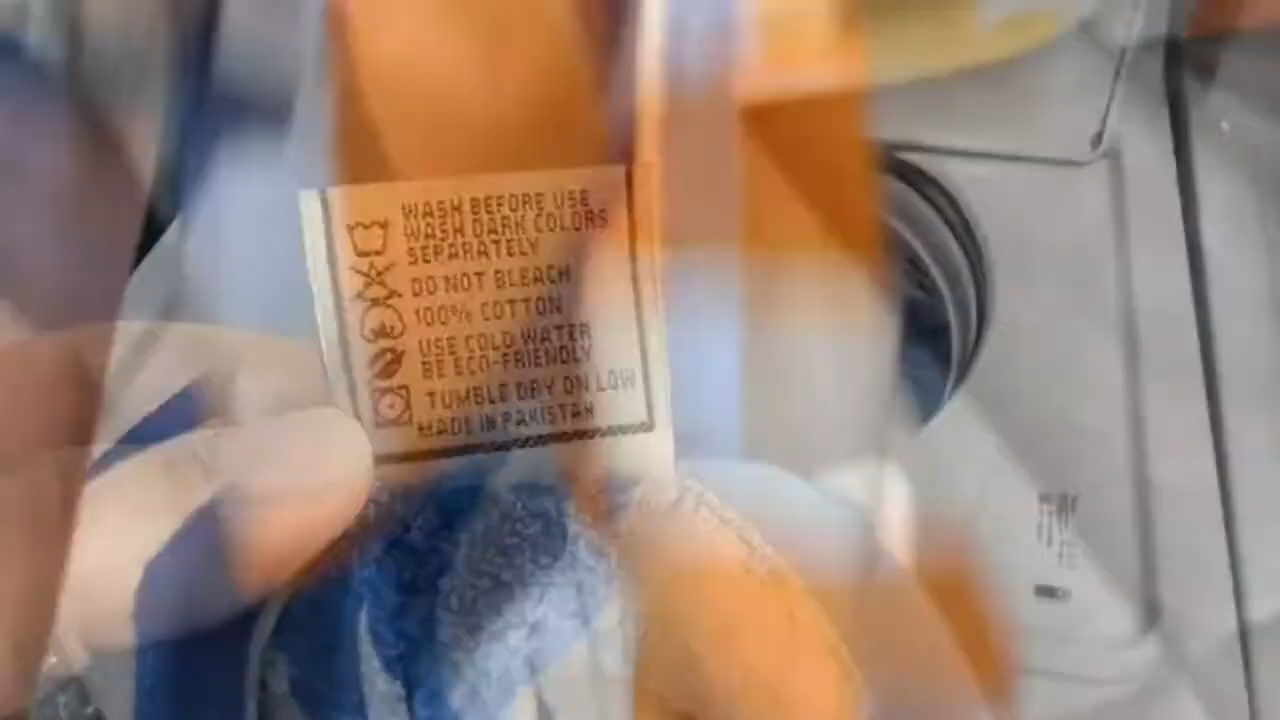 WASH BEFORE USE
WASH DARK COLORS
SEPARATELY
DO NOT BLEACH
100% COTTON
USE COLD WATER
BE ECO-FRIENDLY
TUMBLE DRY ON LOW
MADE IN PAKISTAN